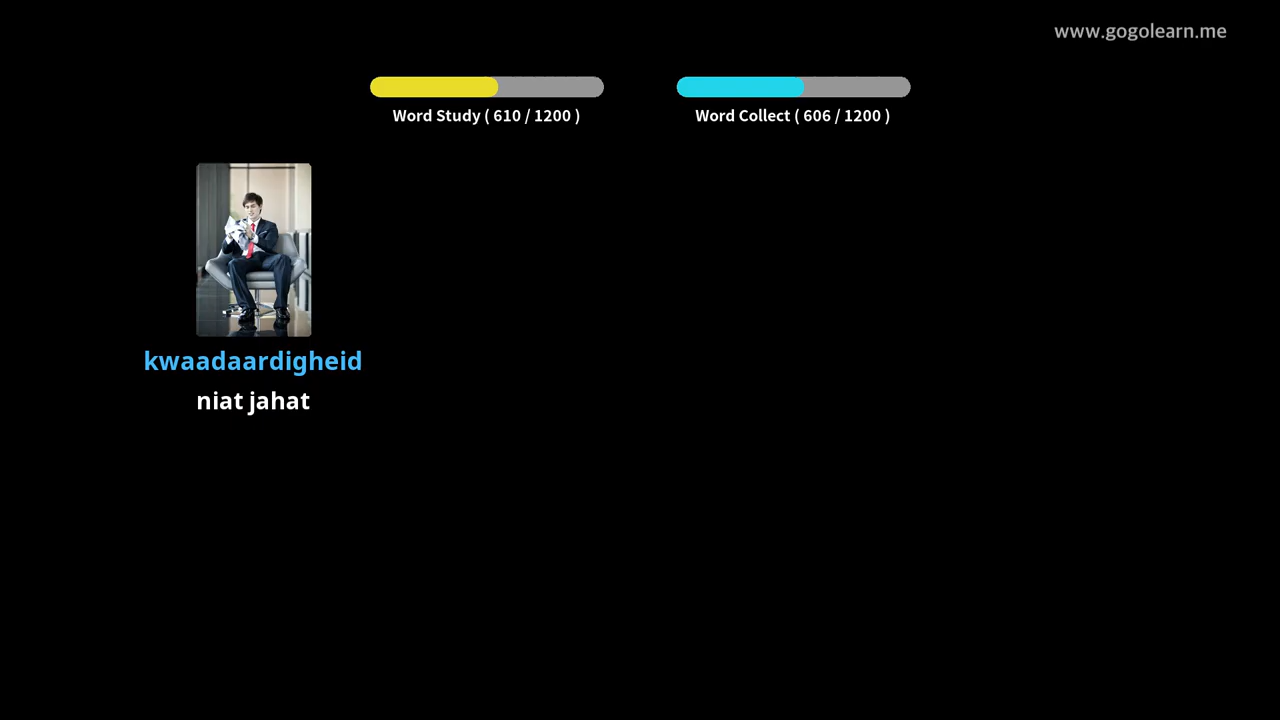 www.gogolearn.me
Word Study ( 610 / 1200 )
Word Collect ( 606 / 1200 )
kwaadaardigheid
niat jahat